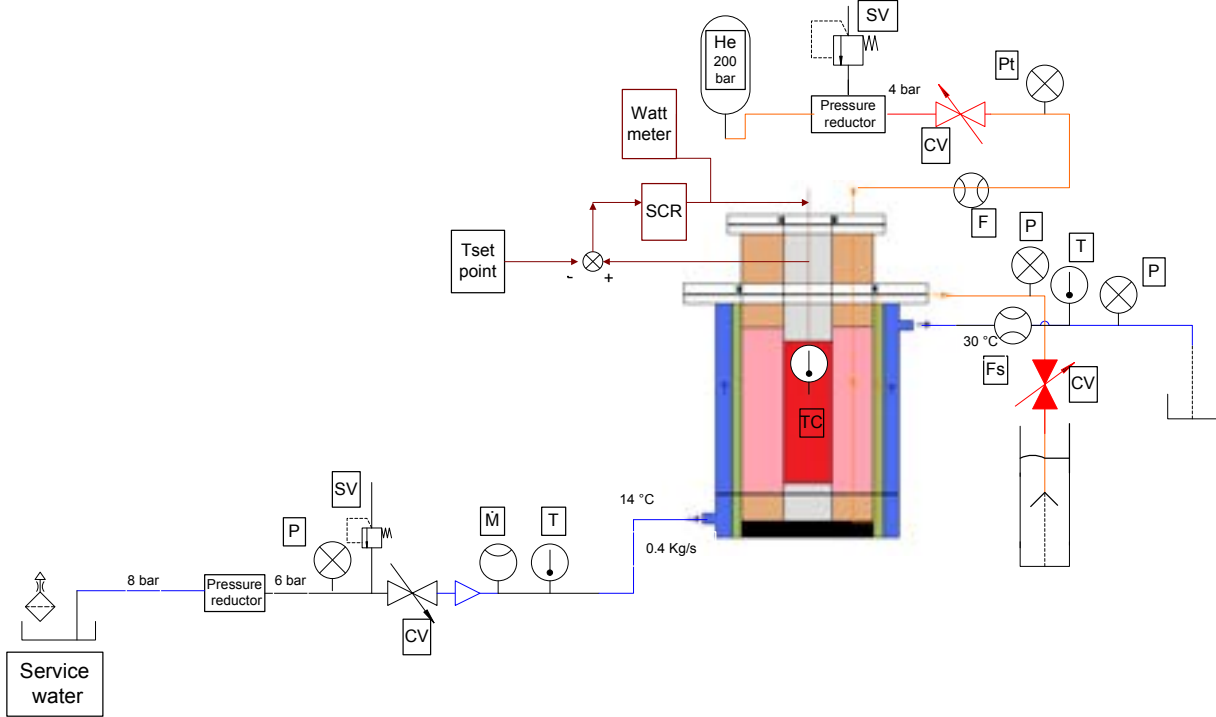 SV
He
200
bar
Pt
4 bar
Pressure
reductor
Watt
meter
CV
SCR
F
P
T
P
Tset
point
-
+
30 °C
Fs
CV
TC
SV
14 °C
Ṁ
T
P
0.4 Kg/s
8 bar
Pressure
reductor
6 bar
CV
Service
water